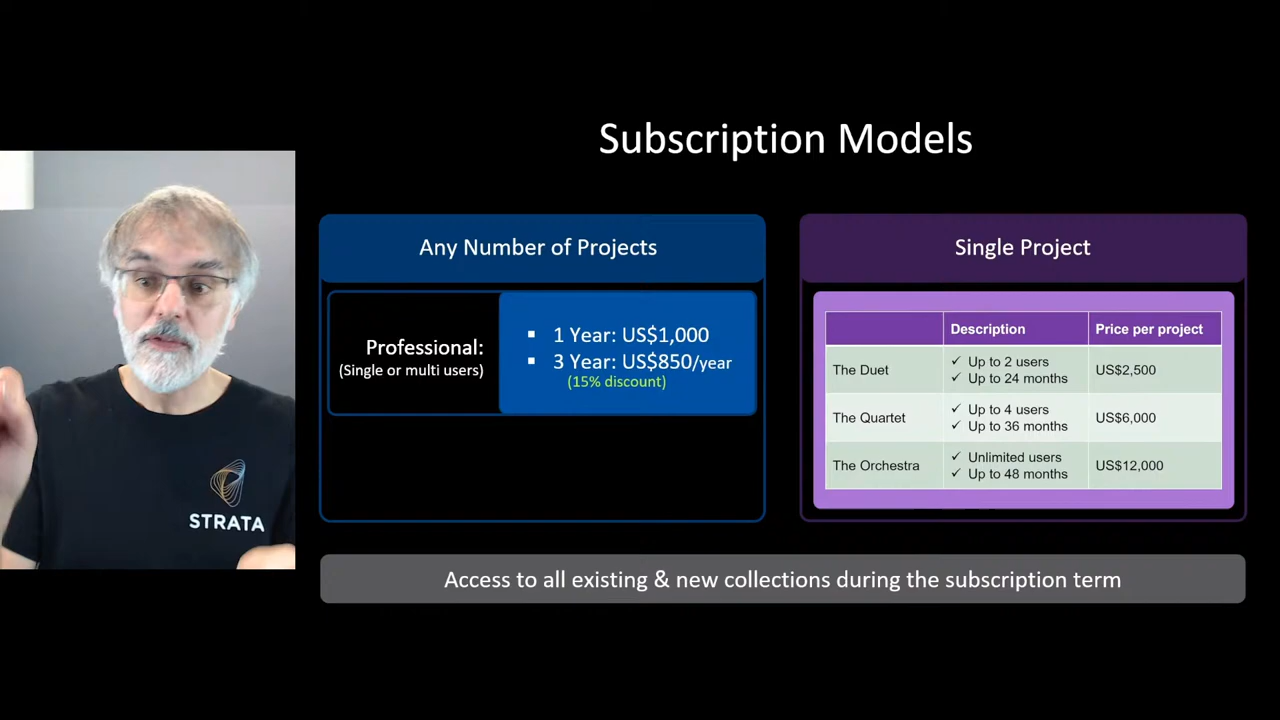 Subscription Models
Any Number of Projects
Professional:
(Single or multi users)
▪ 1 Year: US$1,000
▪ 3 Year: US$850/year
(15% discount)
Single Project
Description Price per project
The Duet
✓ Up to 2 users
✓ Up to 24 months
US$2,500
The Quartet
✓ Up to 4 users
✓ Up to 36 months
US$6,000
The Orchestra
✓ Unlimited users
✓ Up to 48 months
US$12,000
Access to all existing & new collections during the subscription term
STRATA